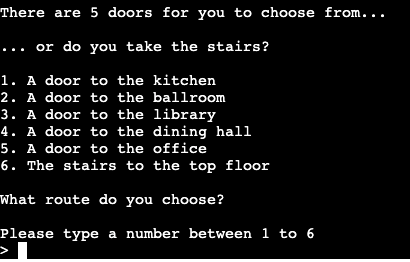 There are 5 doors for you to choose from...
... or do you take the stairs?
1. A door to the kitchen
2. A door to the ballroom
3. A door to the library
4. A door to the dining hall
5. A door to the office
6. The stairs to the top floor
What route do you choose?
Please type a number between 1 to 6
>